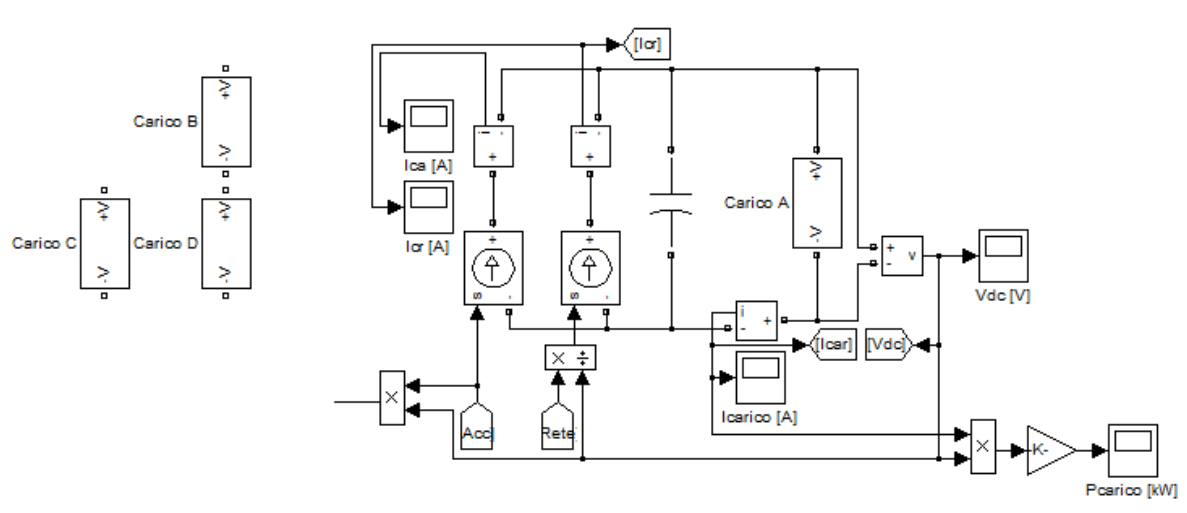 [Icr]
Carico B
Ica [A]
Icr [A]
Carico A
Carico C
Carico D
+
-
v
Vdc [V]
s
s
i
+
-
[Icar]
[Vdc]
Icarico [A]
× ÷
×
Acc]
Rete]
×
-K-
Pcarico [kW]